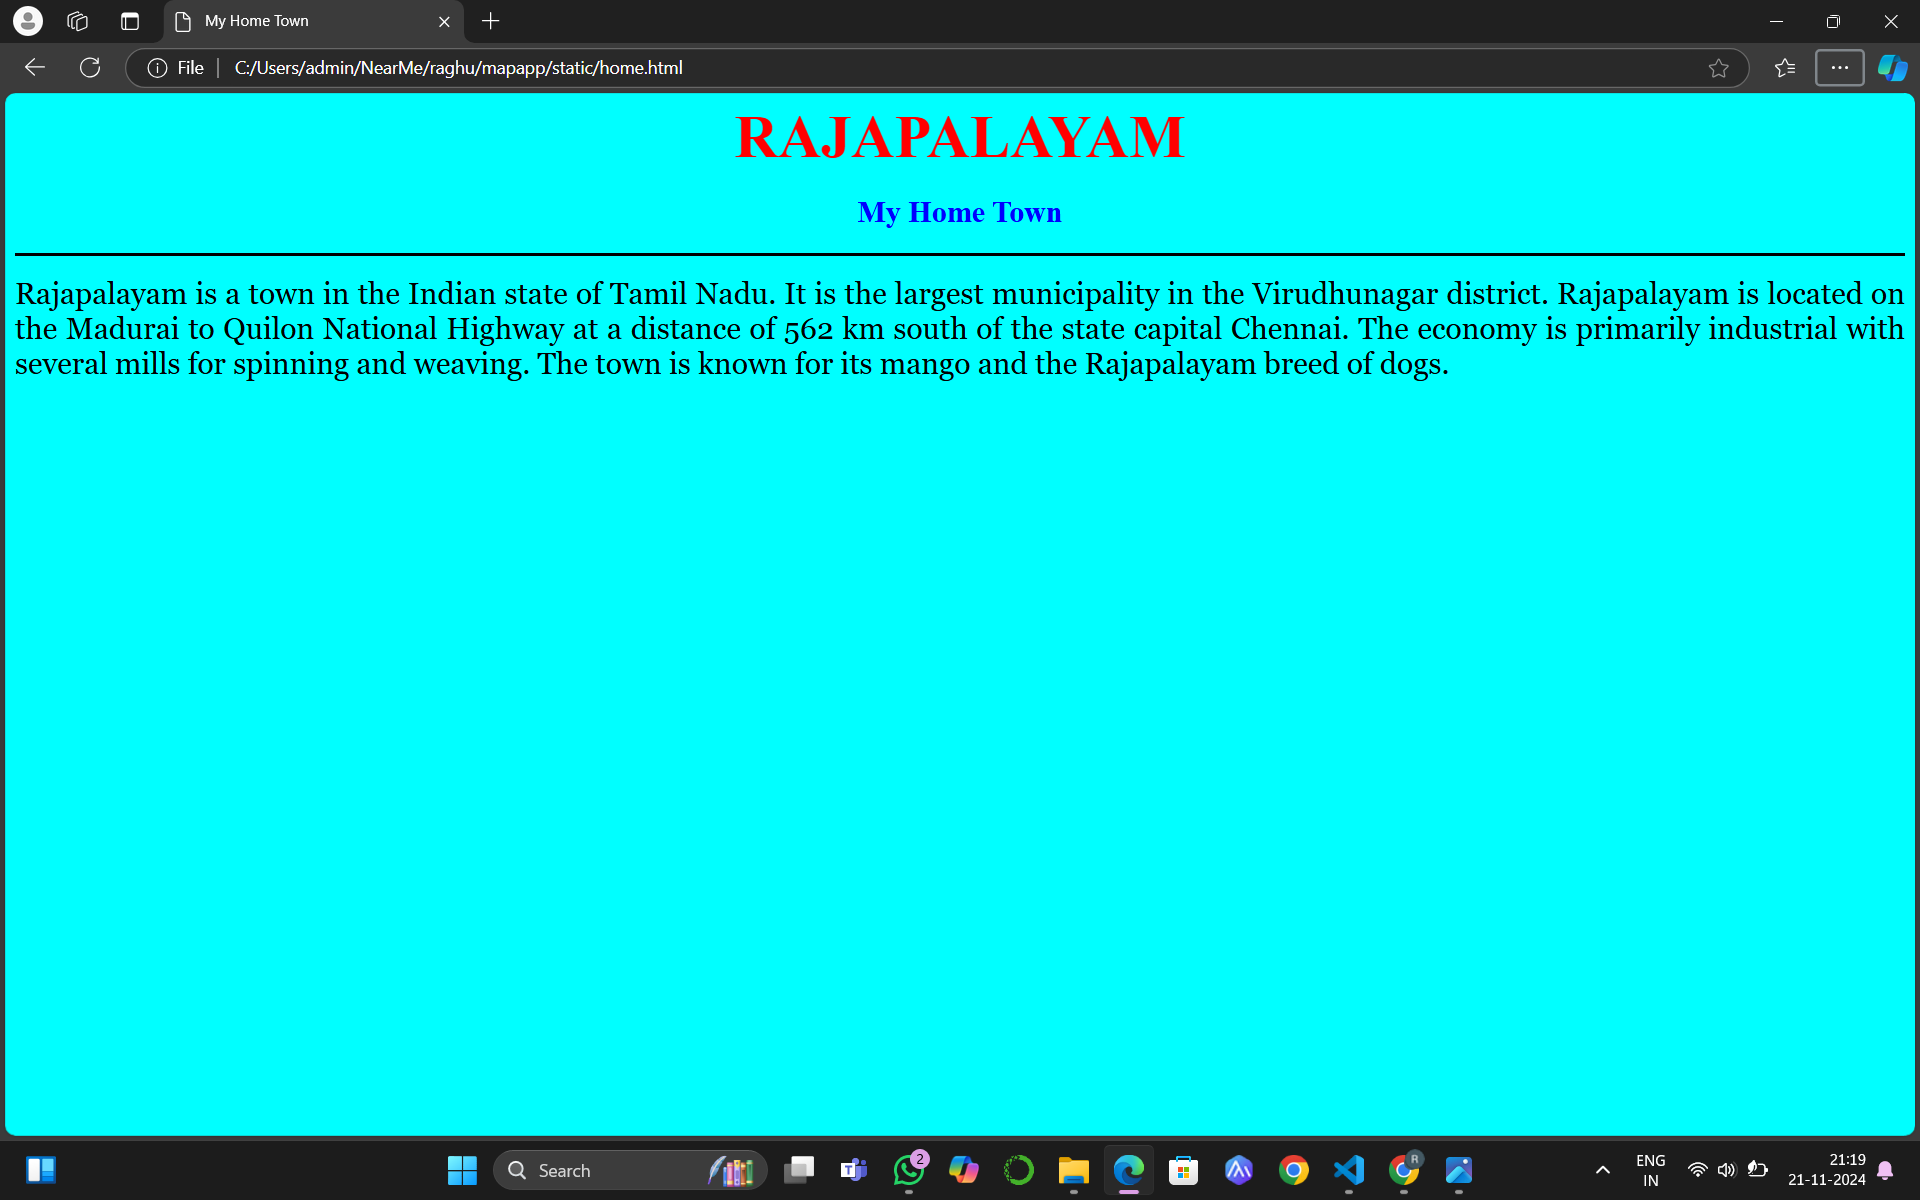 My Home Town
File
C:/Users/admin/NearMe/raghu/mapapp/static/home.html
RAJAPALAYAM
My Home Town
Rajapalayam is a town in the Indian state of Tamil Nadu. It is the largest municipality in the Virudhunagar district. Rajapalayam is located on
the Madurai to Quilon National Highway at a distance of 562 km south of the state capital Chennai. The economy is primarily industrial with
several mills for spinning and weaving. The town is known for its mango and the Rajapalayam breed of dogs.
Search
T
2
R
ENG
IN
21:19
21-11-2024